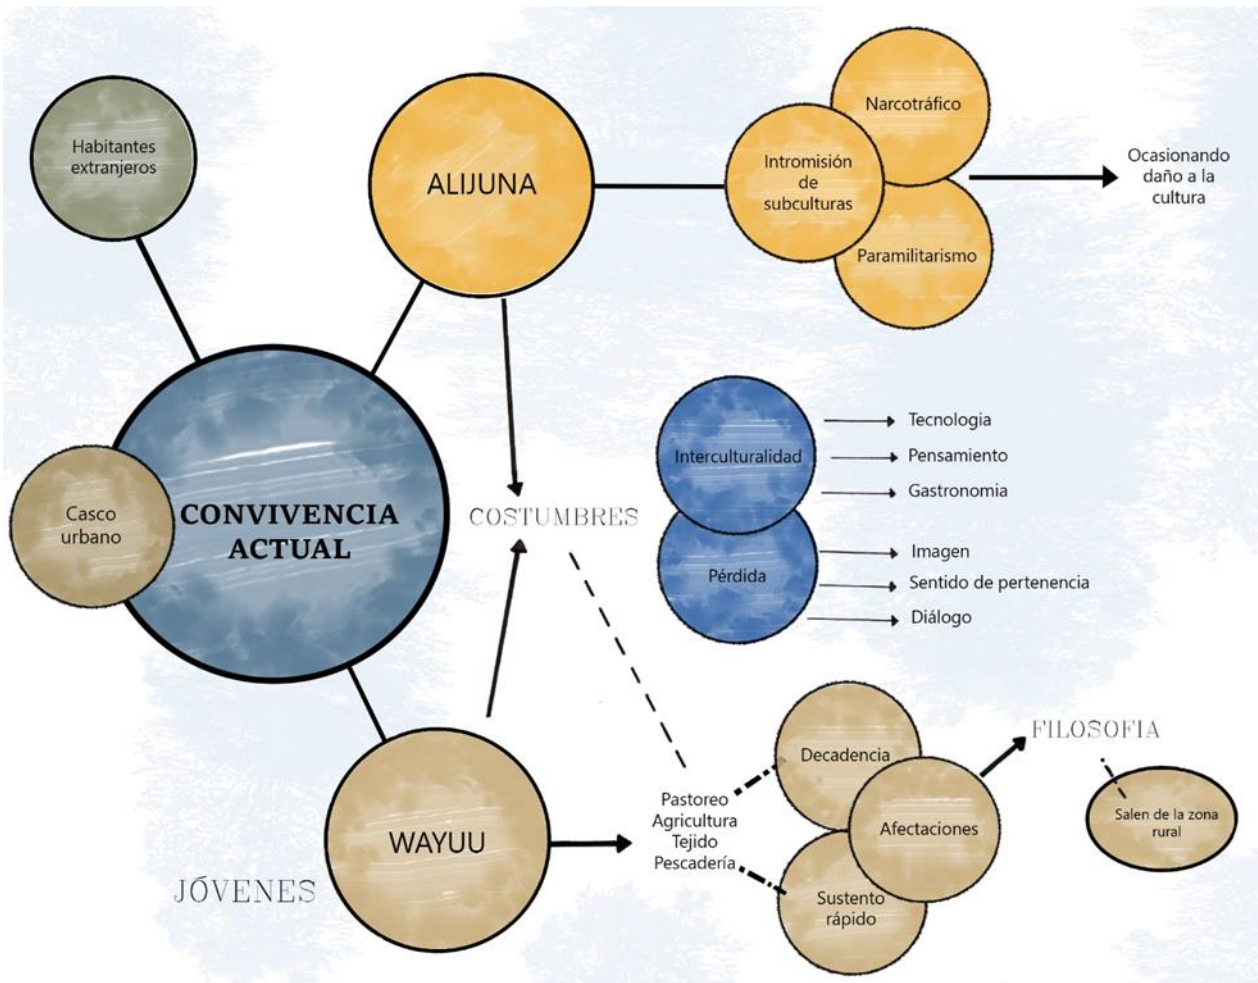 Habitantes
extranjeros
ALIJUNA
Intromisión
de
subculturas
Narcotráfico
Paramilitarismo
Ocasionando
daño a la
cultura
Casco
urbano
CONVIVENCIA
ACTUAL
COSTUMBRES
Interculturalidad
Tecnologia
Pensamiento
Gastronomia
Pérdida
Imagen
Sentido de pertenencia
Diálogo
JÓVENES
WAYUU
Pastoreo
Agricultura
Tejido
Pescadería
Decadencia
Afectaciones
Sustento
rápido
FILOSOFIA
Salen de la zona
rural